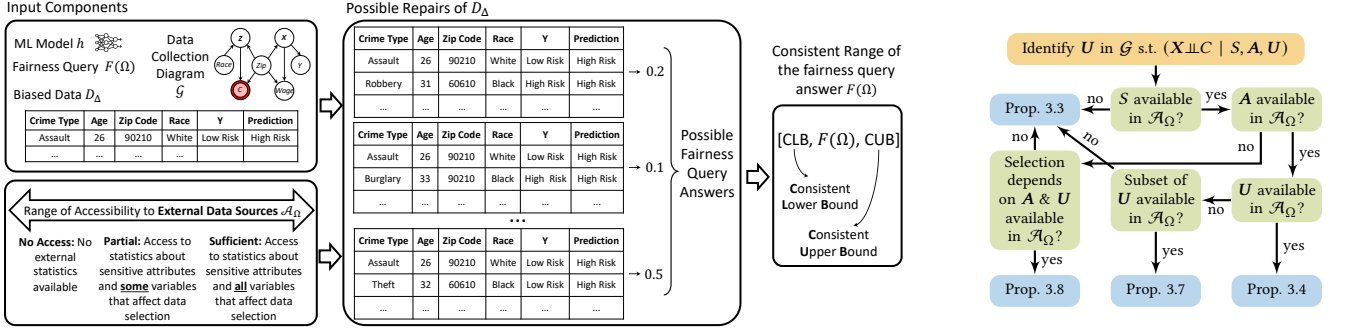 Input Components
ML Model h
Fairness Query F(Ω)
Biased Data D_Δ
Data
Collection
Diagram
𝒢
Z
X
Race
Zip
Y
C
Wage
Crime Type Age Zip Code Race Y Prediction
Assault 26 90210 White Low Risk High Risk
... ... ... ...
Range of Accessibility to External Data Sources 𝒜_Ω
No Access: No
external
statistics
available
Partial: Access to
statistics about
sensitive attributes
and some variables
that affect data
selection
Sufficient: Access
to statistics about
sensitive attributes
and all variables
that affect data
selection
Possible Repairs of D_Δ
Crime Type Age Zip Code Race Y Prediction
Assault 26 90210 White Low Risk High Risk
Robbery 31 60610 Black High Risk High Risk
... ... ... ... ... ...
→ 0.2
Crime Type Age Zip Code Race Y Prediction
Assault 26 90210 White Low Risk High Risk
Burglary 33 90210 Black High Risk High Risk
... ... ... ... ... ...
→ 0.1
...
Crime Type Age Zip Code Race Y Prediction
Assault 26 90210 White Low Risk High Risk
Theft 32 60610 Black Low Risk High Risk
... ... ... ... ... ...
→ 0.5
Possible
Fairness
Query
Answers
Consistent Range of
the fairness query
answer F(Ω)
[CLB, F(Ω), CUB]
Consistent
Lower Bound
Consistent
Upper Bound
Identify U in 𝒢 s.t. (X⊥⊥C | S, A, U)
Prop. 3.3
no
S available
in 𝒜_Ω?
yes
A available
in 𝒜_Ω?
no
no
no
yes
Selection
depends
on A & U
available
in 𝒜_Ω?
Subset of
U available
in 𝒜_Ω?
no
U available
in 𝒜_Ω?
yes
yes
yes
Prop. 3.8
Prop. 3.7
Prop. 3.4